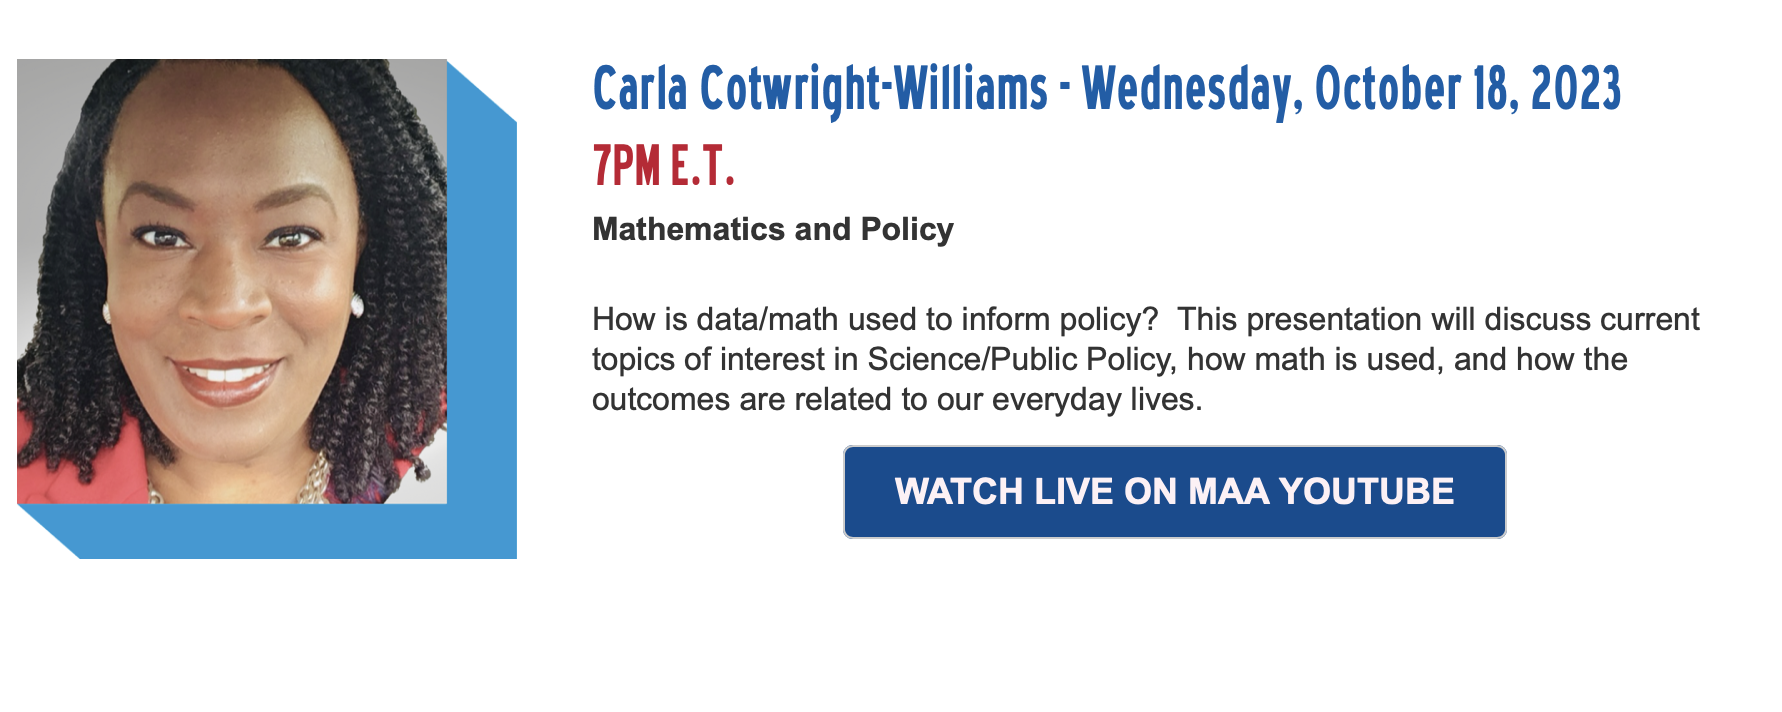 Carla Cotwright-Williams - Wednesday, October 18, 2023
7PM E.T.
Mathematics and Policy
How is data/math used to inform policy?  This presentation will discuss current
topics of interest in Science/Public Policy, how math is used, and how the
outcomes are related to our everyday lives.
WATCH LIVE ON MAA YOUTUBE